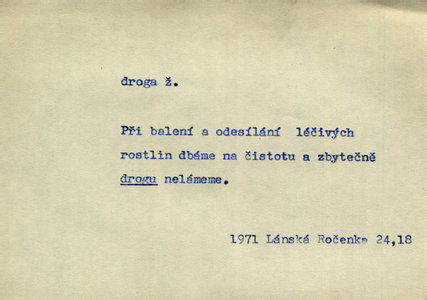 droga ž.
Při balení a odesílání léčivých
rostlin dbáme na čistotu a zbytečně
drogu nelámeme.
1971 Lánská Ročenka 24,18